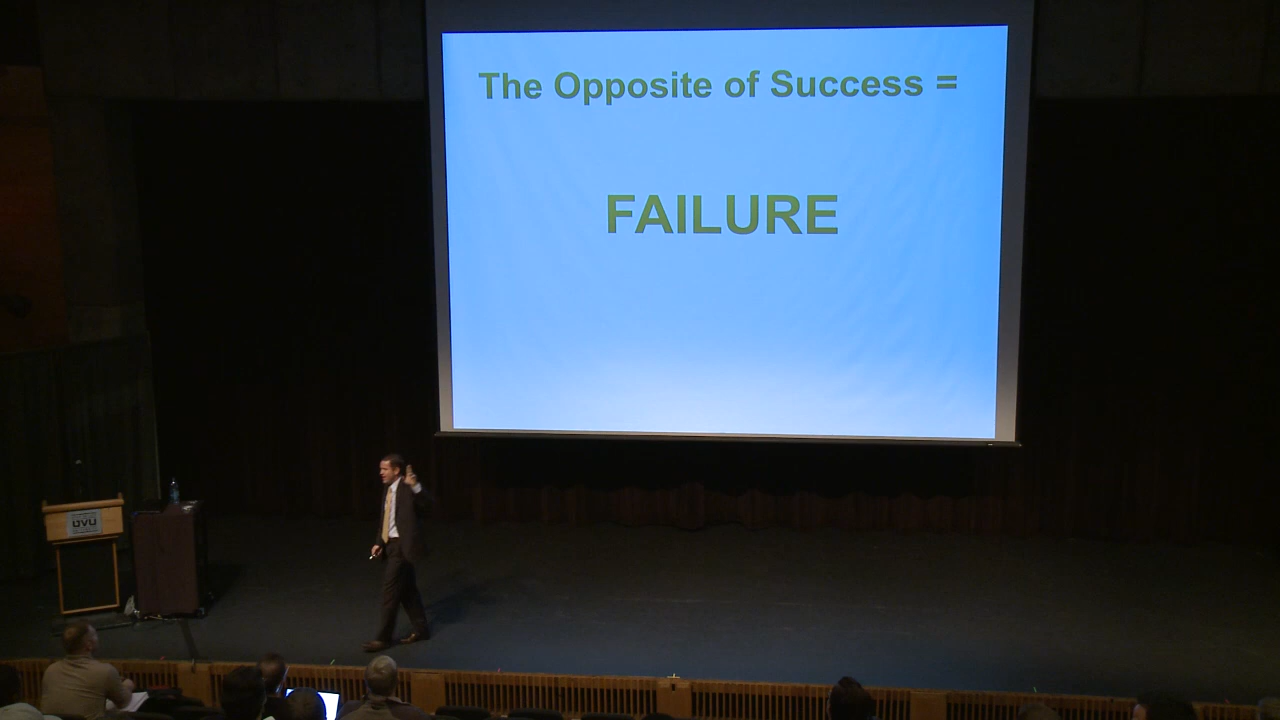 The Opposite of Success =
FAILURE
UVU